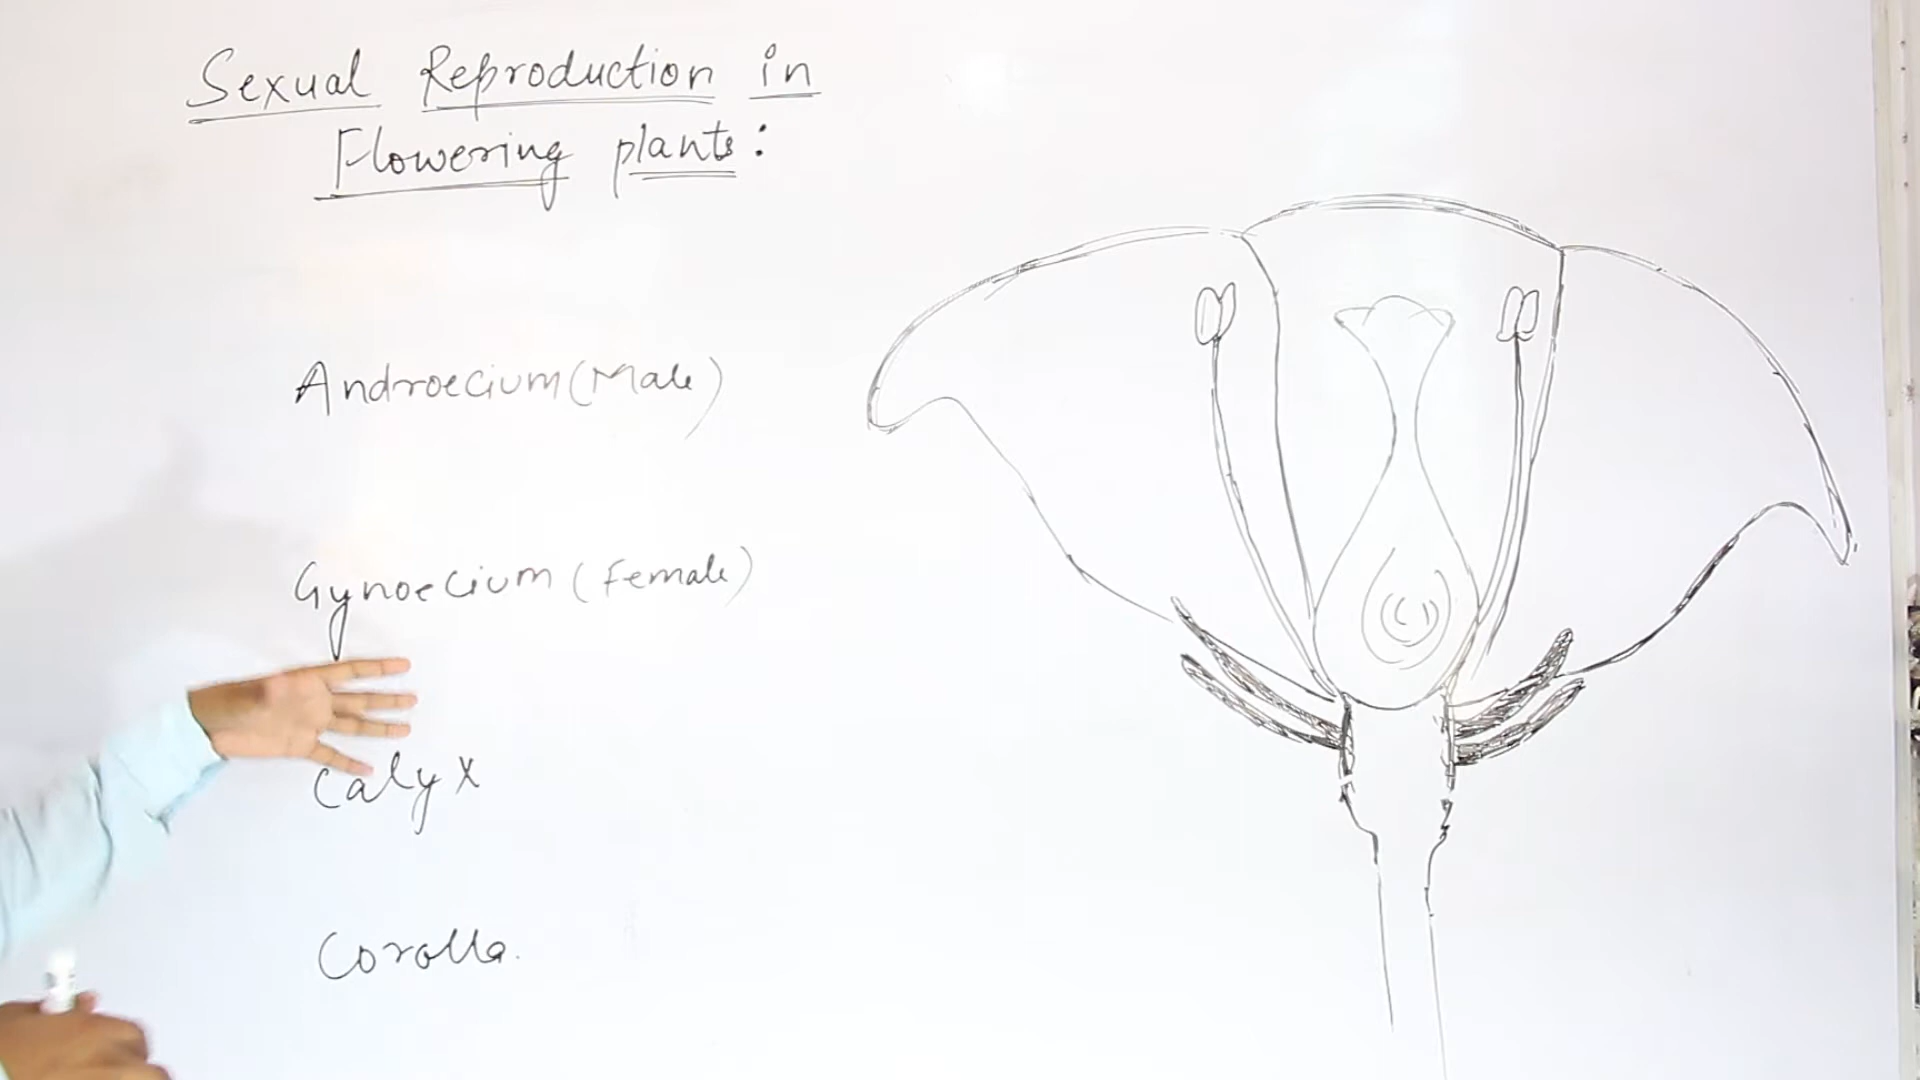 Sexual Reproduction in
Flowering plants:
Androecium (Male)
Gynoecium (Female)
Calyx
Corolla.